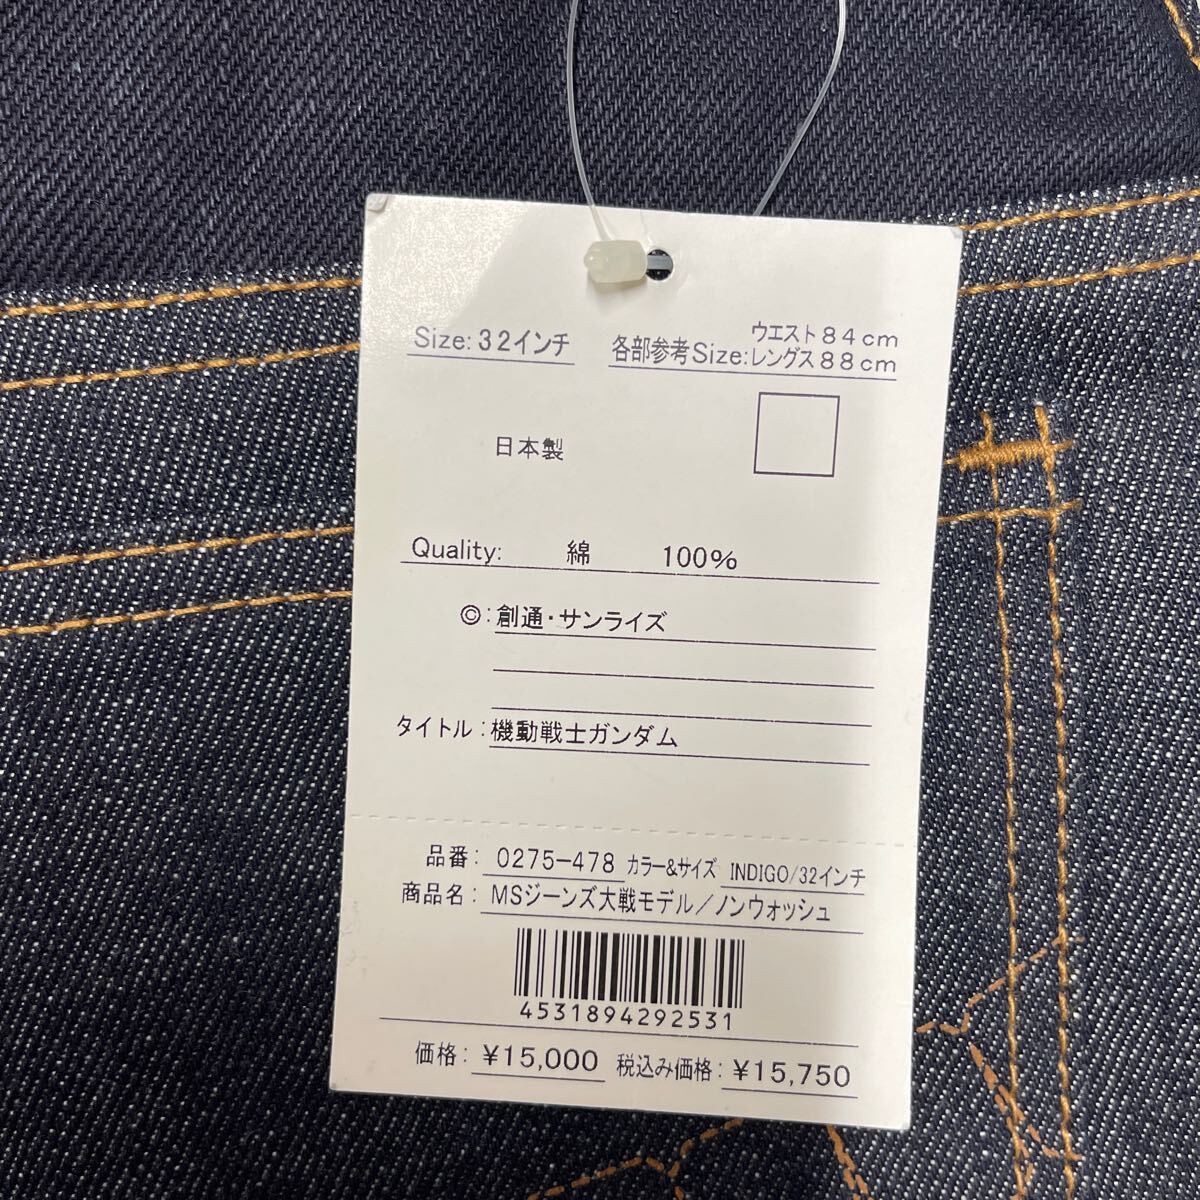 Size: 32インチ
各部参考Size: ウエスト84cm
レングス88cm
日本製
Quality: 綿 100%
©: 創通・サンライズ
タイトル: 機動戦士ガンダム
品番: 0275-478 カラー&サイズ INDIGO/32インチ
商品名: MSジーンズ大戦モデル/ノンウォッシュ
4531894292531
価格: ¥15,000 税込み価格: ¥15,750